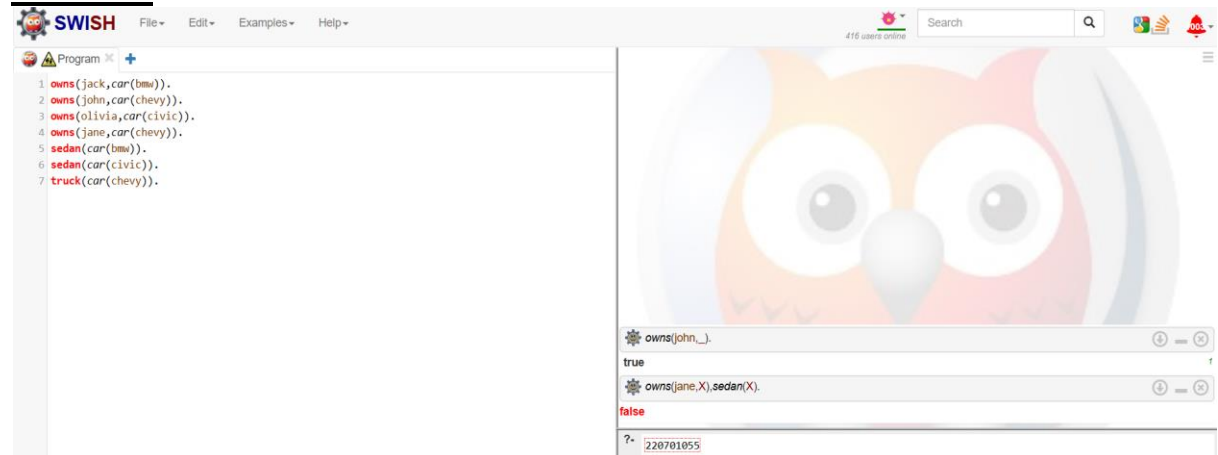 SWISH File Edit Examples Help 416 users online Search
Program
1 owns(jack,car(bmw)).
2 owns(john,car(chevy)).
3 owns(olivia,car(civic)).
4 owns(jane,car(chevy)).
5 sedan(car(bmw)).
6 sedan(car(civic)).
7 truck(car(chevy)).
owns(john,_).
true 1
owns(jane,X),sedan(X).
false
?- 220701055